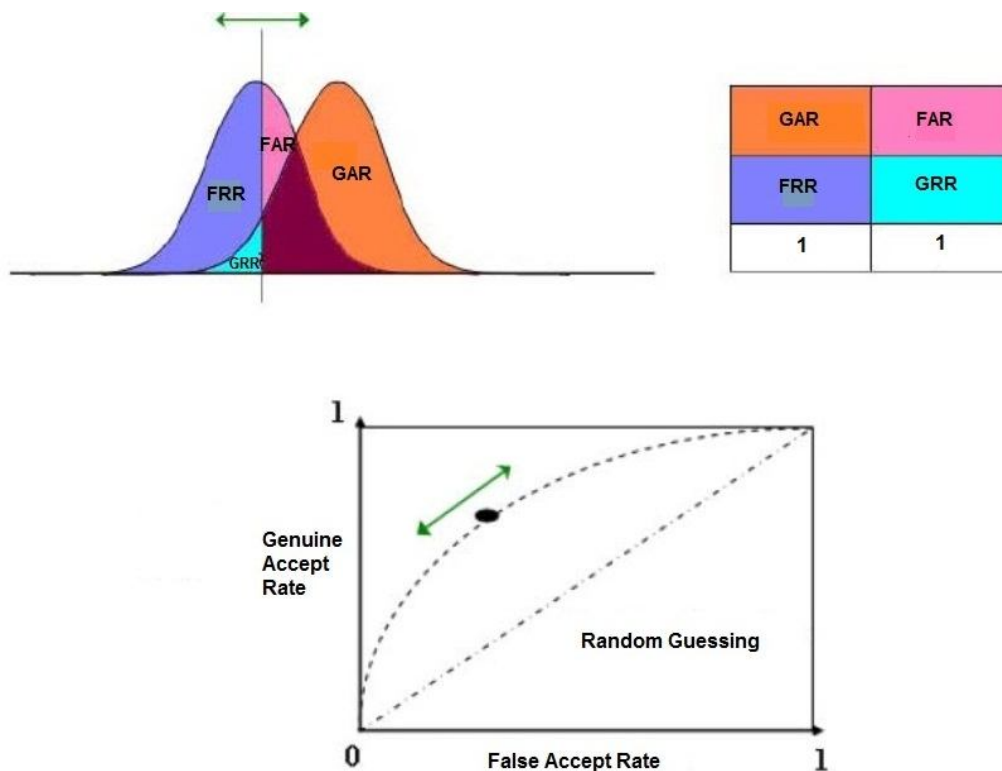 FAR
FRR
GAR
GRR
GAR FAR
FRR GRR
1 1
1
Genuine
Accept
Rate
Random Guessing
0
False Accept Rate
1